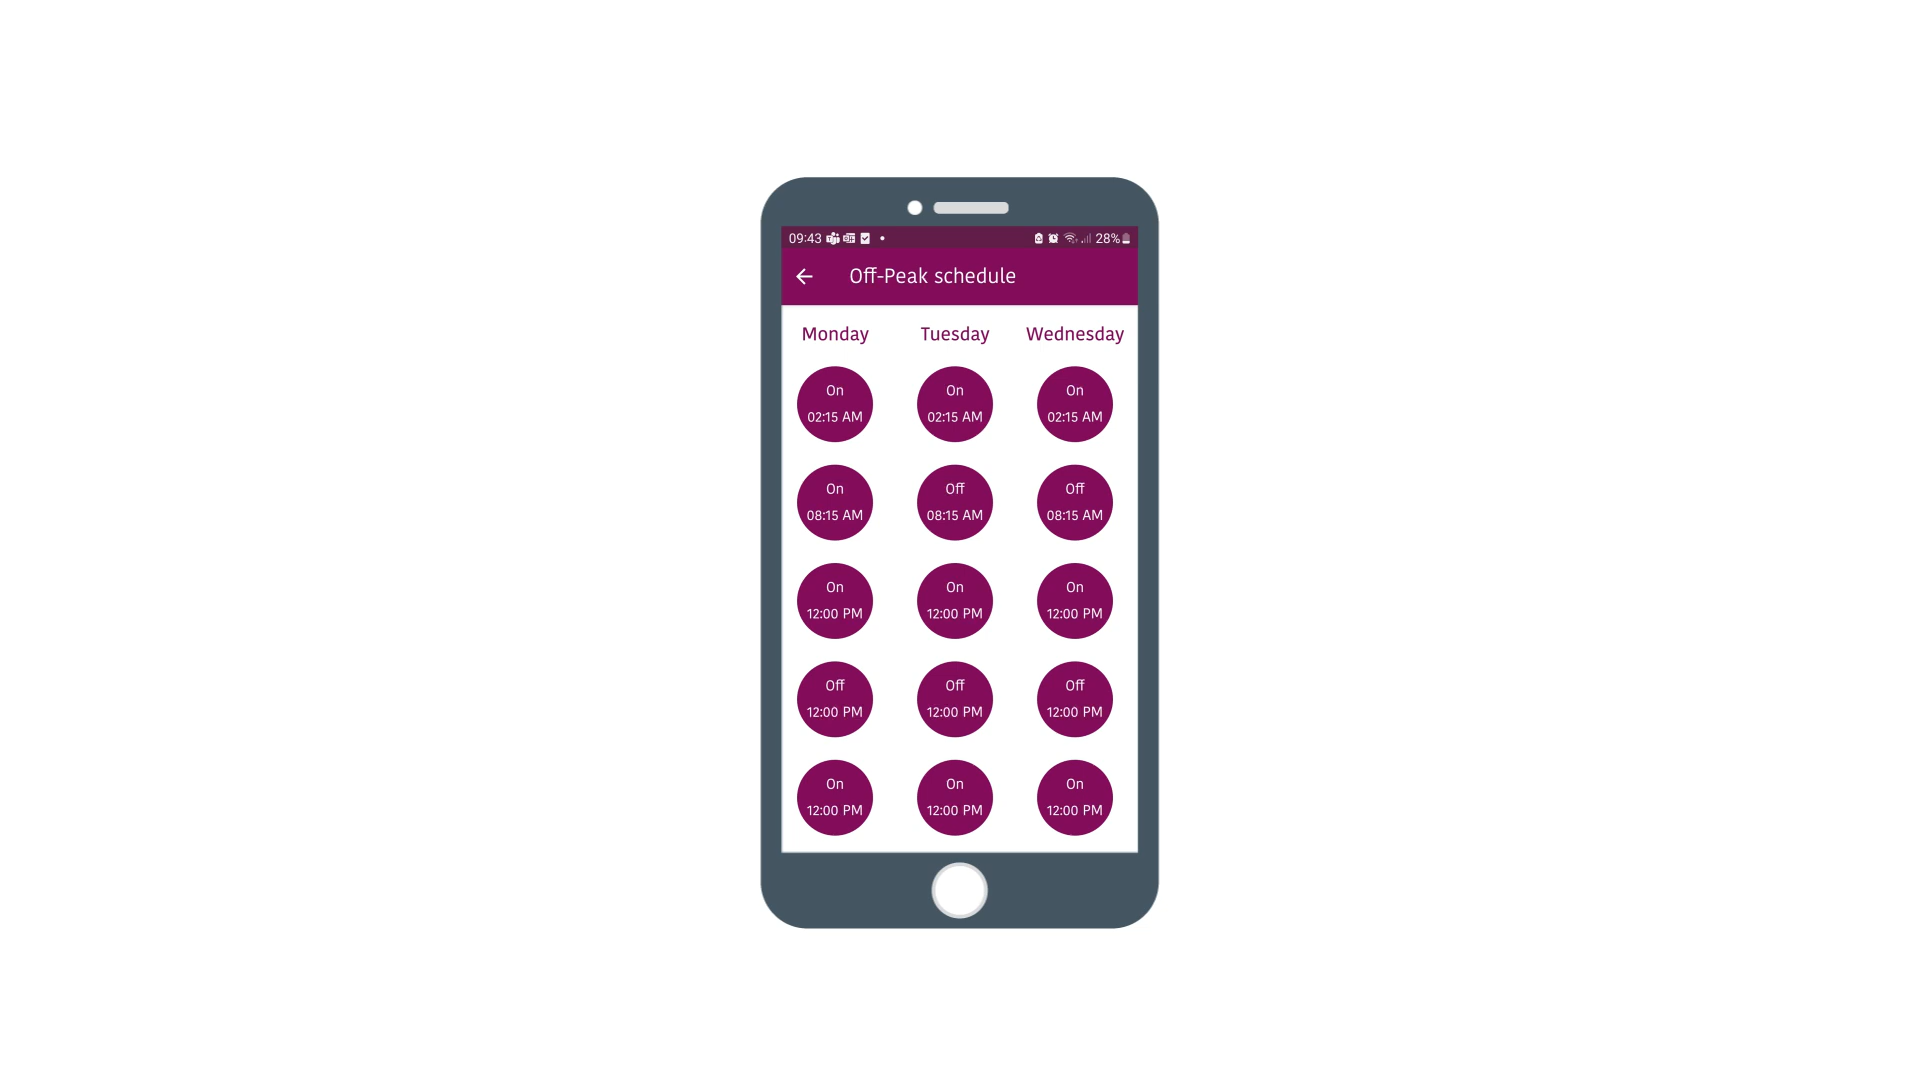 09:43 28%
Off-Peak schedule
Monday Tuesday Wednesday
On On On
02:15 AM 02:15 AM 02:15 AM
On Off Off
08:15 AM 08:15 AM 08:15 AM
On On On
12:00 PM 12:00 PM 12:00 PM
Off Off Off
12:00 PM 12:00 PM 12:00 PM
On On On
12:00 PM 12:00 PM 12:00 PM